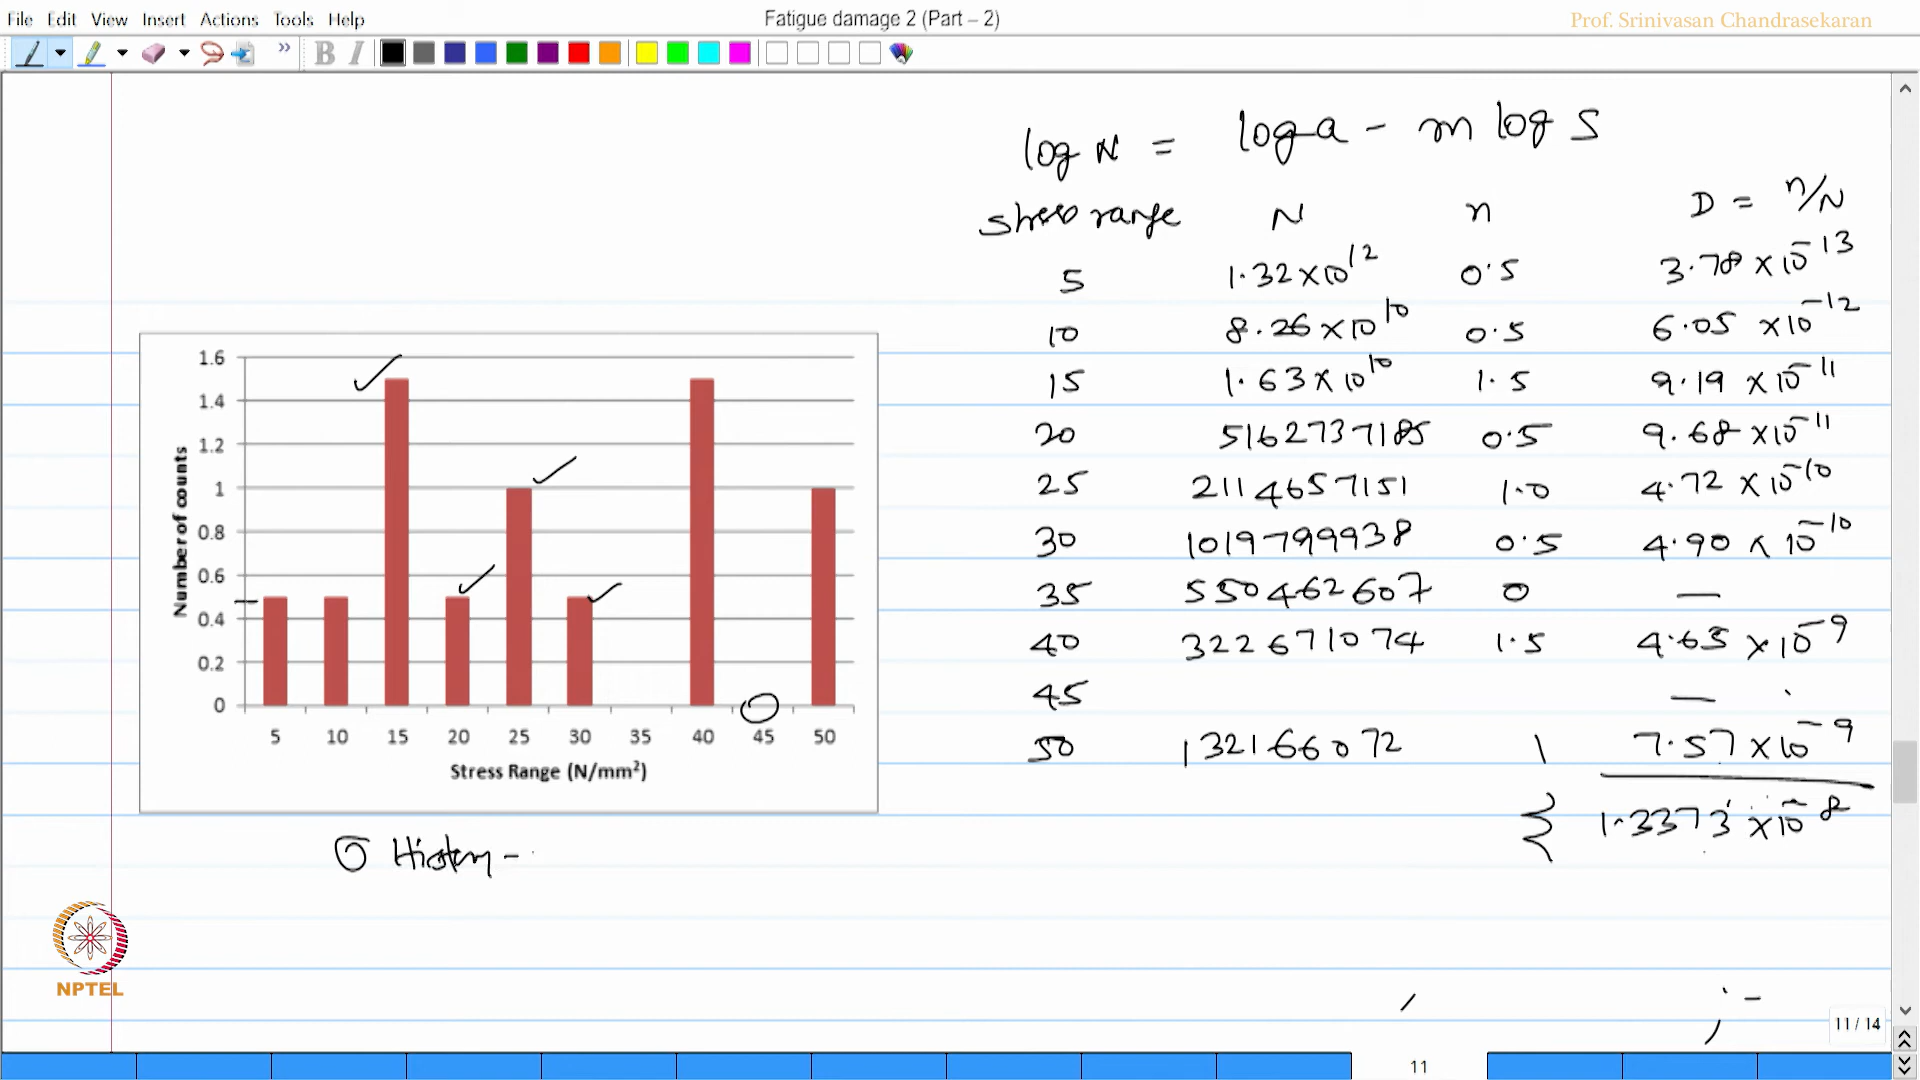 File Edit View Insert Actions Tools Help
Fatigue damage 2 (Part – 2)
Prof. Srinivasan Chandrasekaran
B I
log N = log a - m log S
stress range N n D = n/N
5 1.32 x 10^12 0.5 3.78 x 10^-13
10 8.26 x 10^10 0.5 6.05 x 10^-12
15 1.63 x 10^10 1.5 9.19 x 10^-11
20 5162737185 0.5 9.68 x 10^-11
25 2114657151 1.0 4.72 x 10^-10
30 1019799938 0.5 4.90 x 10^-10
35 550462607 0 —
40 322671074 1.5 4.65 x 10^-9
45 —
50 132166072 1 7.57 x 10^-9
1.3373 x 10^-8
Number of counts
1.6
1.4
1.2
1
0.8
0.6
0.4
0.2
0
5 10 15 20 25 30 35 40 45 50
Stress Range (N/mm²)
σ History -
NPTEL
11 / 14
11